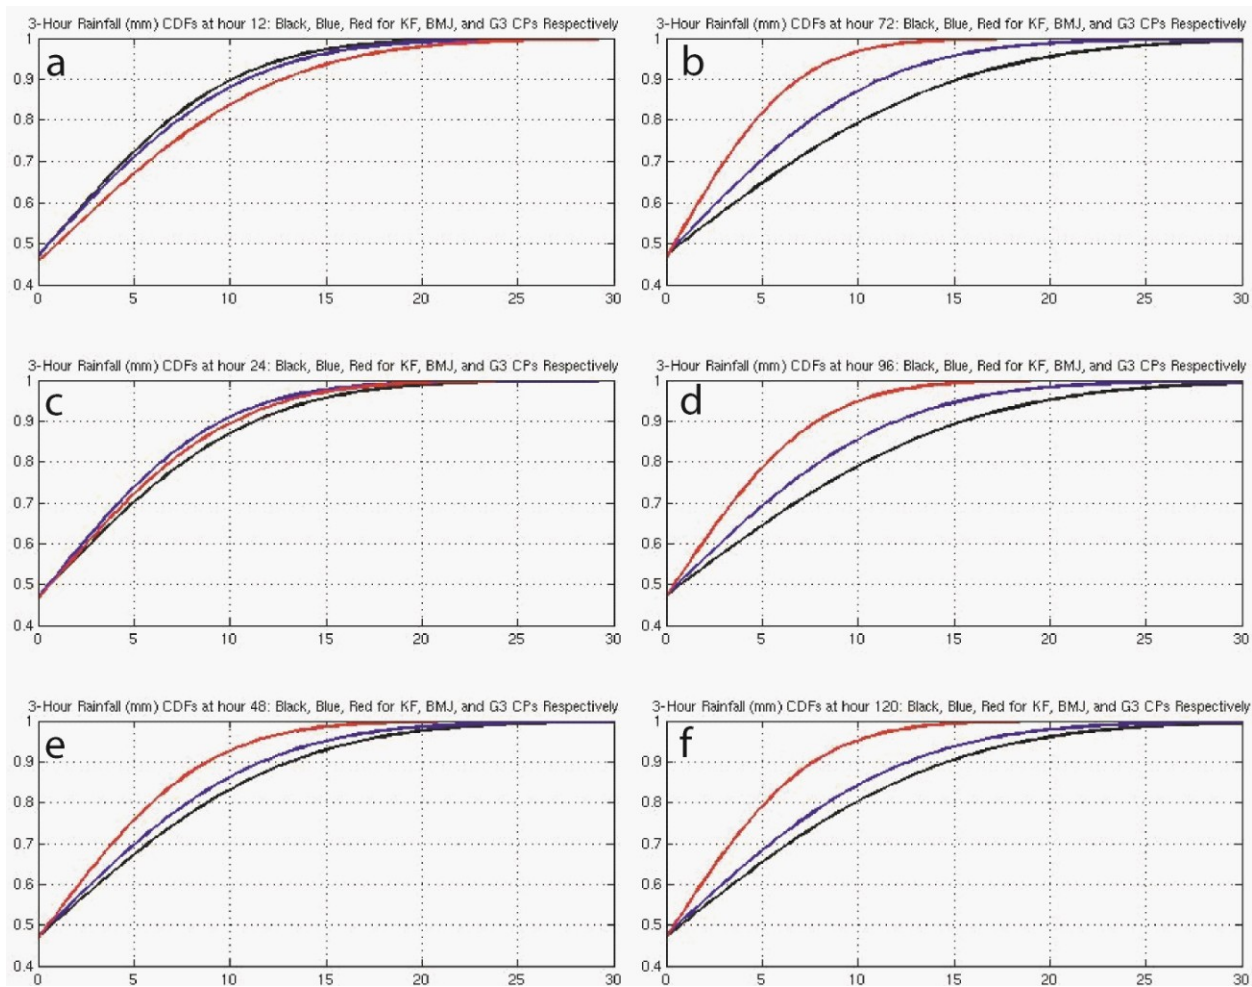 3-Hour Rainfall (mm) CDFs at hour 12: Black, Blue, Red for KF, BMJ, and G3 CPs Respectively
a
1
0.9
0.8
0.7
0.6
0.5
0.4
0 5 10 15 20 25 30
3-Hour Rainfall (mm) CDFs at hour 72: Black, Blue, Red for KF, BMJ, and G3 CPs Respectively
b
1
0.9
0.8
0.7
0.6
0.5
0.4
0 5 10 15 20 25 30
3-Hour Rainfall (mm) CDFs at hour 24: Black, Blue, Red for KF, BMJ, and G3 CPs Respectively
c
1
0.9
0.8
0.7
0.6
0.5
0.4
0 5 10 15 20 25 30
3-Hour Rainfall (mm) CDFs at hour 96: Black, Blue, Red for KF, BMJ, and G3 CPs Respectively
d
1
0.9
0.8
0.7
0.6
0.5
0.4
0 5 10 15 20 25 30
3-Hour Rainfall (mm) CDFs at hour 48: Black, Blue, Red for KF, BMJ, and G3 CPs Respectively
e
1
0.9
0.8
0.7
0.6
0.5
0.4
0 5 10 15 20 25 30
3-Hour Rainfall (mm) CDFs at hour 120: Black, Blue, Red for KF, BMJ, and G3 CPs Respectively
f
1
0.9
0.8
0.7
0.6
0.5
0.4
0 5 10 15 20 25 30